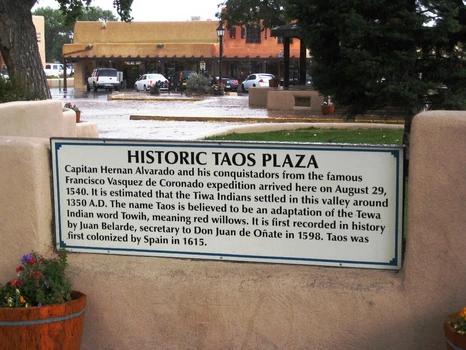 HISTORIC TAOS PLAZA
Capitan Hernan Alvarado and his conquistadors from the famous
Francisco Vasquez de Coronado expedition arrived here on August 29,
1540. It is estimated that the Tiwa Indians settled in this valley around
1350 A.D. The name Taos is believed to be an adaptation of the Tewa
Indian word Towih, meaning red willows. It is first recorded in history
by Juan Belarde, secretary to Don Juan de Oñate in 1598. Taos was
first colonized by Spain in 1615.